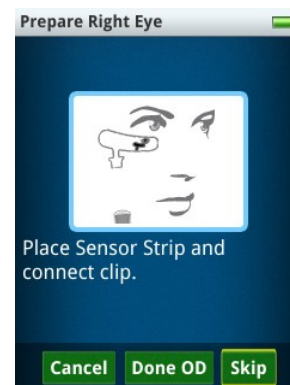 Prepare Right Eye
Place Sensor Strip and
connect clip.
Cancel
Done OD
Skip